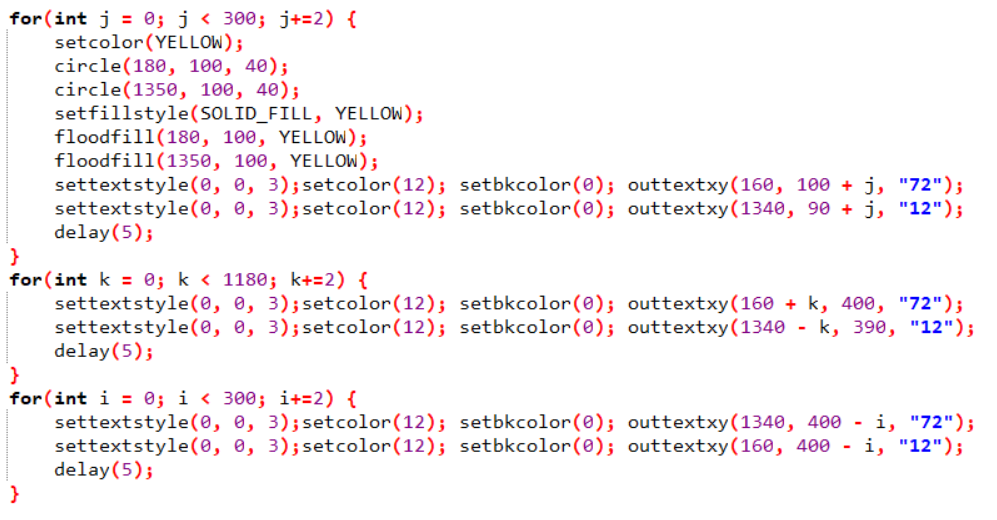 for(int j = 0; j < 300; j+=2) {
    setcolor(YELLOW);
    circle(180, 100, 40);
    circle(1350, 100, 40);
    setfillstyle(SOLID_FILL, YELLOW);
    floodfill(180, 100, YELLOW);
    floodfill(1350, 100, YELLOW);
    settextstyle(0, 0, 3);setcolor(12); setbkcolor(0); outtextxy(160, 100 + j, "72");
    settextstyle(0, 0, 3);setcolor(12); setbkcolor(0); outtextxy(1340, 90 + j, "12");
    delay(5);
}
for(int k = 0; k < 1180; k+=2) {
    settextstyle(0, 0, 3);setcolor(12); setbkcolor(0); outtextxy(160 + k, 400, "72");
    settextstyle(0, 0, 3);setcolor(12); setbkcolor(0); outtextxy(1340 - k, 390, "12");
    delay(5);
}
for(int i = 0; i < 300; i+=2) {
    settextstyle(0, 0, 3);setcolor(12); setbkcolor(0); outtextxy(1340, 400 - i, "72");
    settextstyle(0, 0, 3);setcolor(12); setbkcolor(0); outtextxy(160, 400 - i, "12");
    delay(5);
}